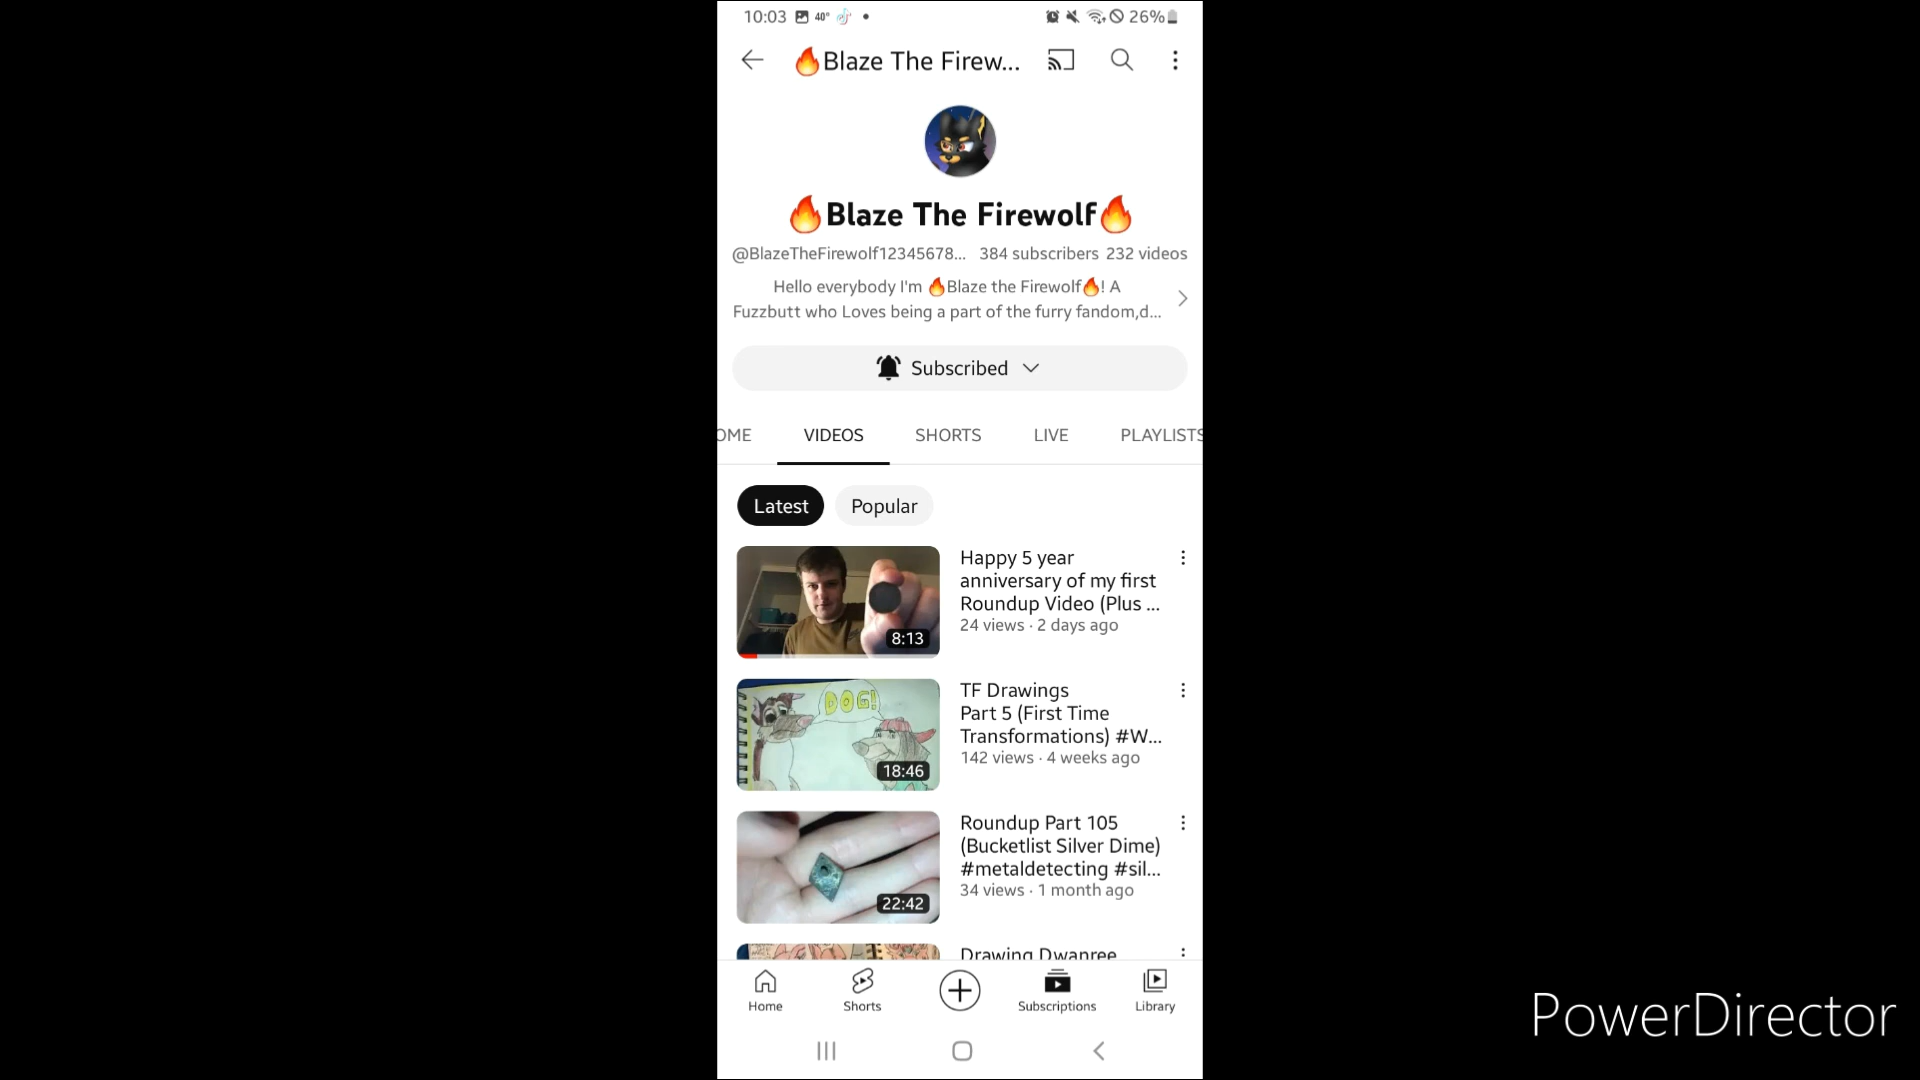 10:03 40° 26%
🔥Blaze The Firew...
🔥Blaze The Firewolf🔥
@BlazeTheFirewolf12345678... 384 subscribers 232 videos
Hello everybody I'm 🔥Blaze the Firewolf🔥! A
Fuzzbutt who Loves being a part of the furry fandom,d...
Subscribed
OME VIDEOS SHORTS LIVE PLAYLISTS
Latest Popular
Happy 5 year
anniversary of my first
Roundup Video (Plus ...
24 views · 2 days ago
8:13
DOG!
TF Drawings
Part 5 (First Time
Transformations) #W...
142 views · 4 weeks ago
18:46
Roundup Part 105
(Bucketlist Silver Dime)
#metaldetecting #sil...
34 views · 1 month ago
22:42
Drawing Dwanree
Home Shorts Subscriptions Library
PowerDirector